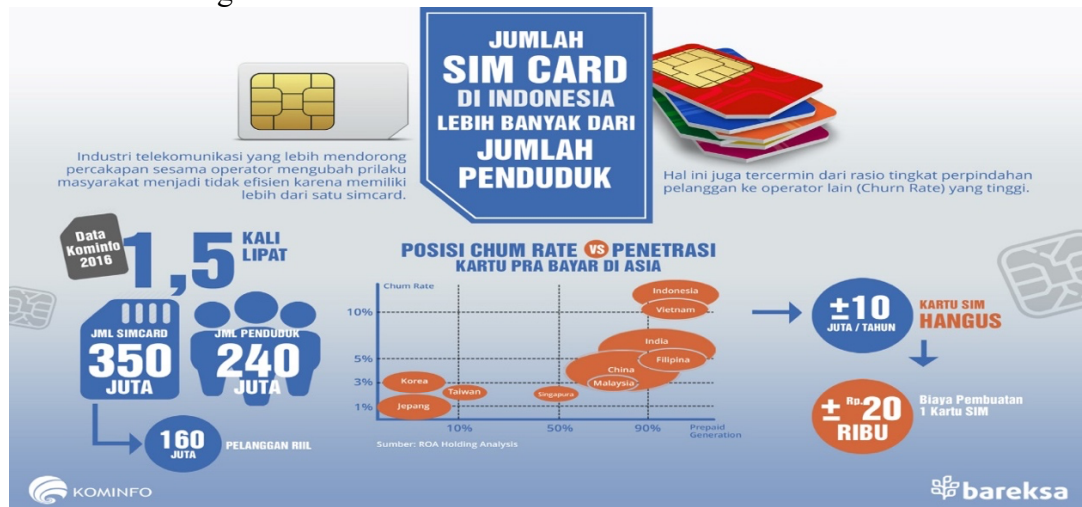 JUMLAH
SIM CARD
DI INDONESIA
LEBIH BANYAK DARI
JUMLAH
PENDUDUK
Industri telekomunikasi yang lebih mendorong
percakapan sesama operator mengubah prilaku
masyarakat menjadi tidak efisien karena memiliki
lebih dari satu simcard.
Hal ini juga tercermin dari rasio tingkat perpindahan
pelanggan ke operator lain (Churn Rate) yang tinggi.
Data
Kominfo
2016
1,5 KALI
LIPAT
JML SIMCARD
350
JUTA
JML PENDUDUK
240
JUTA
160
JUTA
PELANGGAN RIIL
POSISI CHUM RATE VS PENETRASI
KARTU PRA BAYAR DI ASIA
Chum Rate
10%
5%
3%
1%
Indonesia
Vietnam
India
Filipina
China
Malaysia
Korea
Taiwan
Singapura
Jepang
10%
50%
90%
Prepaid
Generation
Sumber: ROA Holding Analysis
±10
JUTA / TAHUN
KARTU SIM
HANGUS
± Rp. 20
RIBU
Biaya Pembuatan
1 Kartu SIM
KOMINFO
bareksa